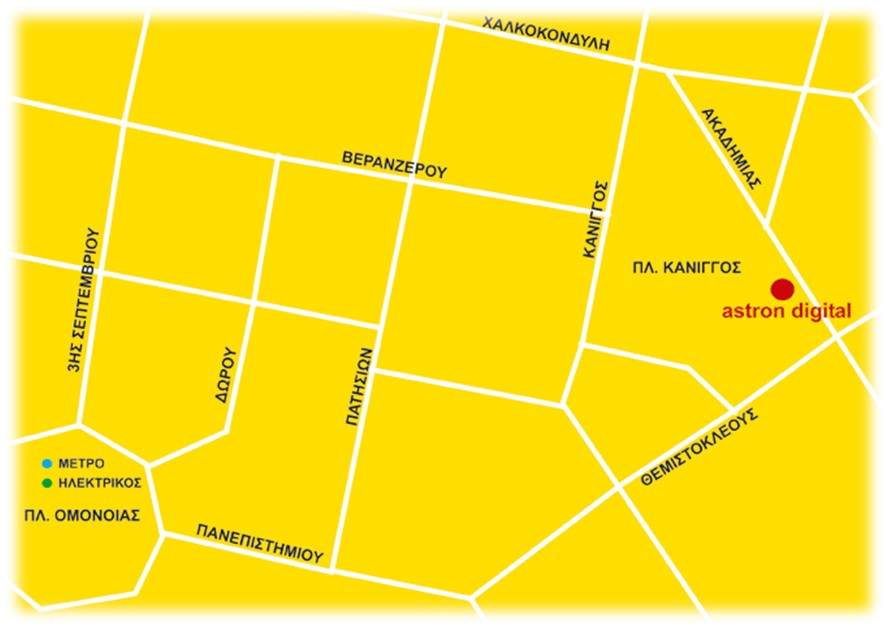 ΧΑΛΚΟΚΟΝΔΥΛΗ
ΑΚΑΔΗΜΙΑΣ
ΒΕΡΑΝΖΕΡΟΥ
ΚΑΝΙΓΓΟΣ
3ΗΣ ΣΕΠΤΕΜΒΡΙΟΥ
ΠΛ. ΚΑΝΙΓΓΟΣ
astron digital
ΔΩΡΟΥ
ΠΑΤΗΣΙΩΝ
ΘΕΜΙΣΤΟΚΛΕΟΥΣ
ΜΕΤΡΟ
ΗΛΕΚΤΡΙΚΟΣ
ΠΛ. ΟΜΟΝΟΙΑΣ
ΠΑΝΕΠΙΣΤΗΜΙΟΥ